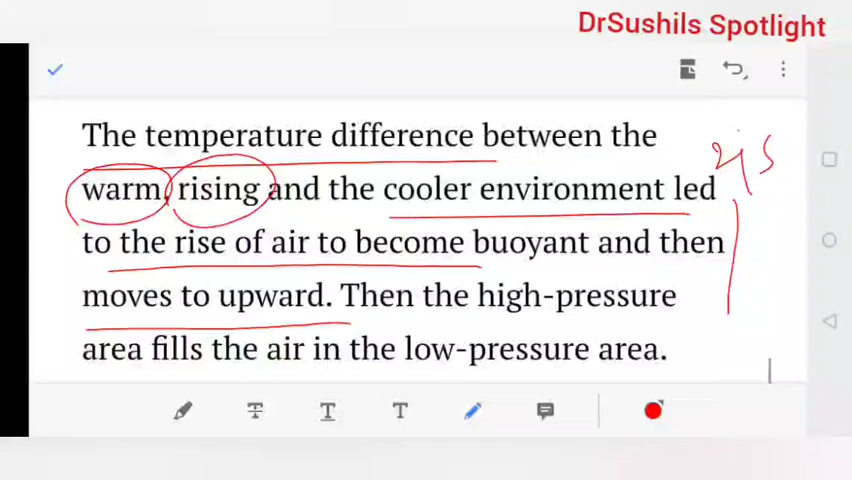 DrSushils Spotlight
The temperature difference between the
warm, rising and the cooler environment led
to the rise of air to become buoyant and then
moves to upward. Then the high-pressure
area fills the air in the low-pressure area.